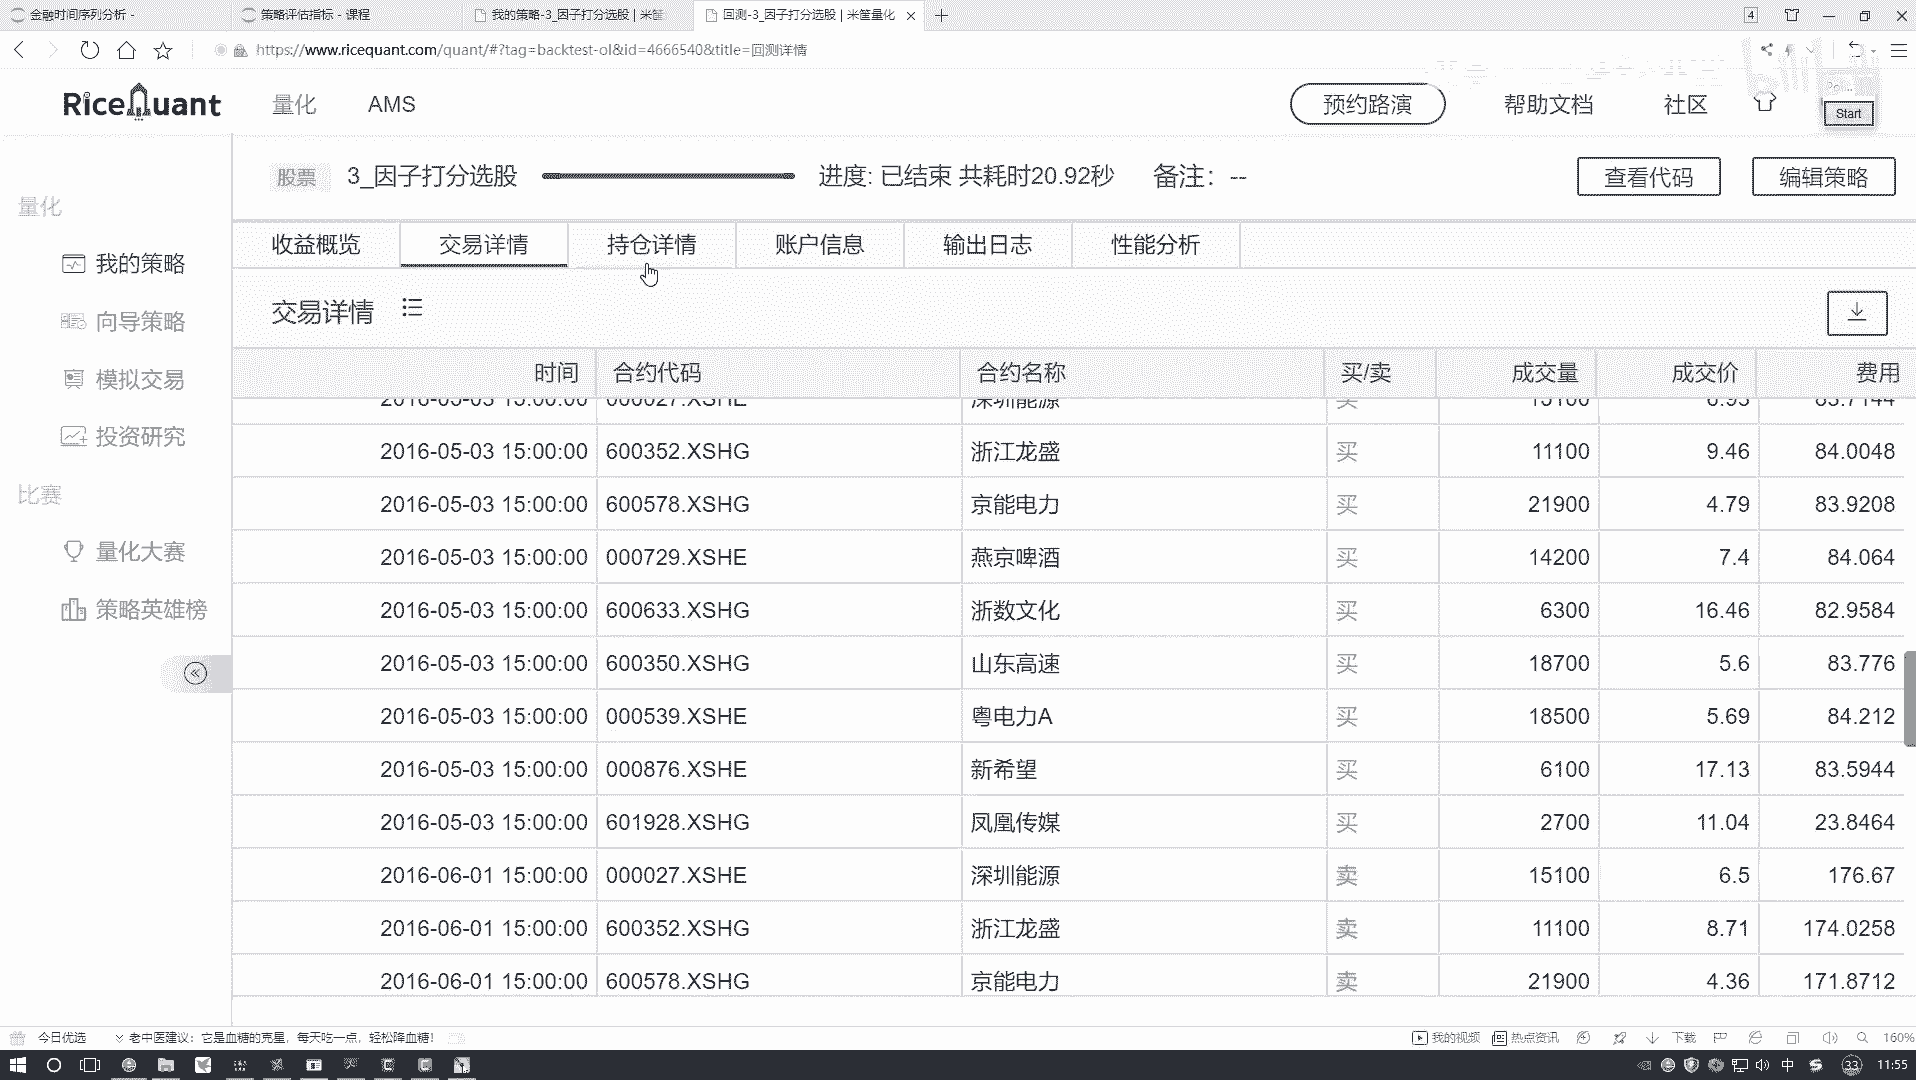 金融时间序列分析 -
策略评估指标 - 课程
我的策略-3_因子打分选股 | 米筐
回测-3_因子打分选股 | 米筐量化
4
https://www.ricequant.com/quant/#?tag=backtest-ol&id=4666540&title=回测详情
RiceQuant 量化 AMS 预约路演 帮助文档 社区
Start
股票 3_因子打分选股 进度: 已结束 共耗时20.92秒 备注: -- 查看代码 编辑策略
量化
我的策略
向导策略
模拟交易
投资研究
比赛
量化大赛
策略英雄榜
收益概览 交易详情 持仓详情 账户信息 输出日志 性能分析
交易详情
时间 合约代码 合约名称 买/卖 成交量 成交价 费用
2016-05-03 15:00:00 000027.XSHE 深圳能源 买 15100 6.93 83.7144
2016-05-03 15:00:00 600352.XSHG 浙江龙盛 买 11100 9.46 84.0048
2016-05-03 15:00:00 600578.XSHG 京能电力 买 21900 4.79 83.9208
2016-05-03 15:00:00 000729.XSHE 燕京啤酒 买 14200 7.4 84.064
2016-05-03 15:00:00 600633.XSHG 浙数文化 买 6300 16.46 82.9584
2016-05-03 15:00:00 600350.XSHG 山东高速 买 18700 5.6 83.776
2016-05-03 15:00:00 000539.XSHE 粤电力A 买 18500 5.69 84.212
2016-05-03 15:00:00 000876.XSHE 新希望 买 6100 17.13 83.5944
2016-05-03 15:00:00 601928.XSHG 凤凰传媒 买 2700 11.04 23.8464
2016-06-01 15:00:00 000027.XSHE 深圳能源 卖 15100 6.5 176.67
2016-06-01 15:00:00 600352.XSHG 浙江龙盛 卖 11100 8.71 174.0258
2016-06-01 15:00:00 600578.XSHG 京能电力 卖 21900 4.36 171.8712
今日优选 老中医建议：它是血糖的克星，每天吃一点，轻松降血糖！ 我的视频 热点资讯 下载 160%
中 33 11:55